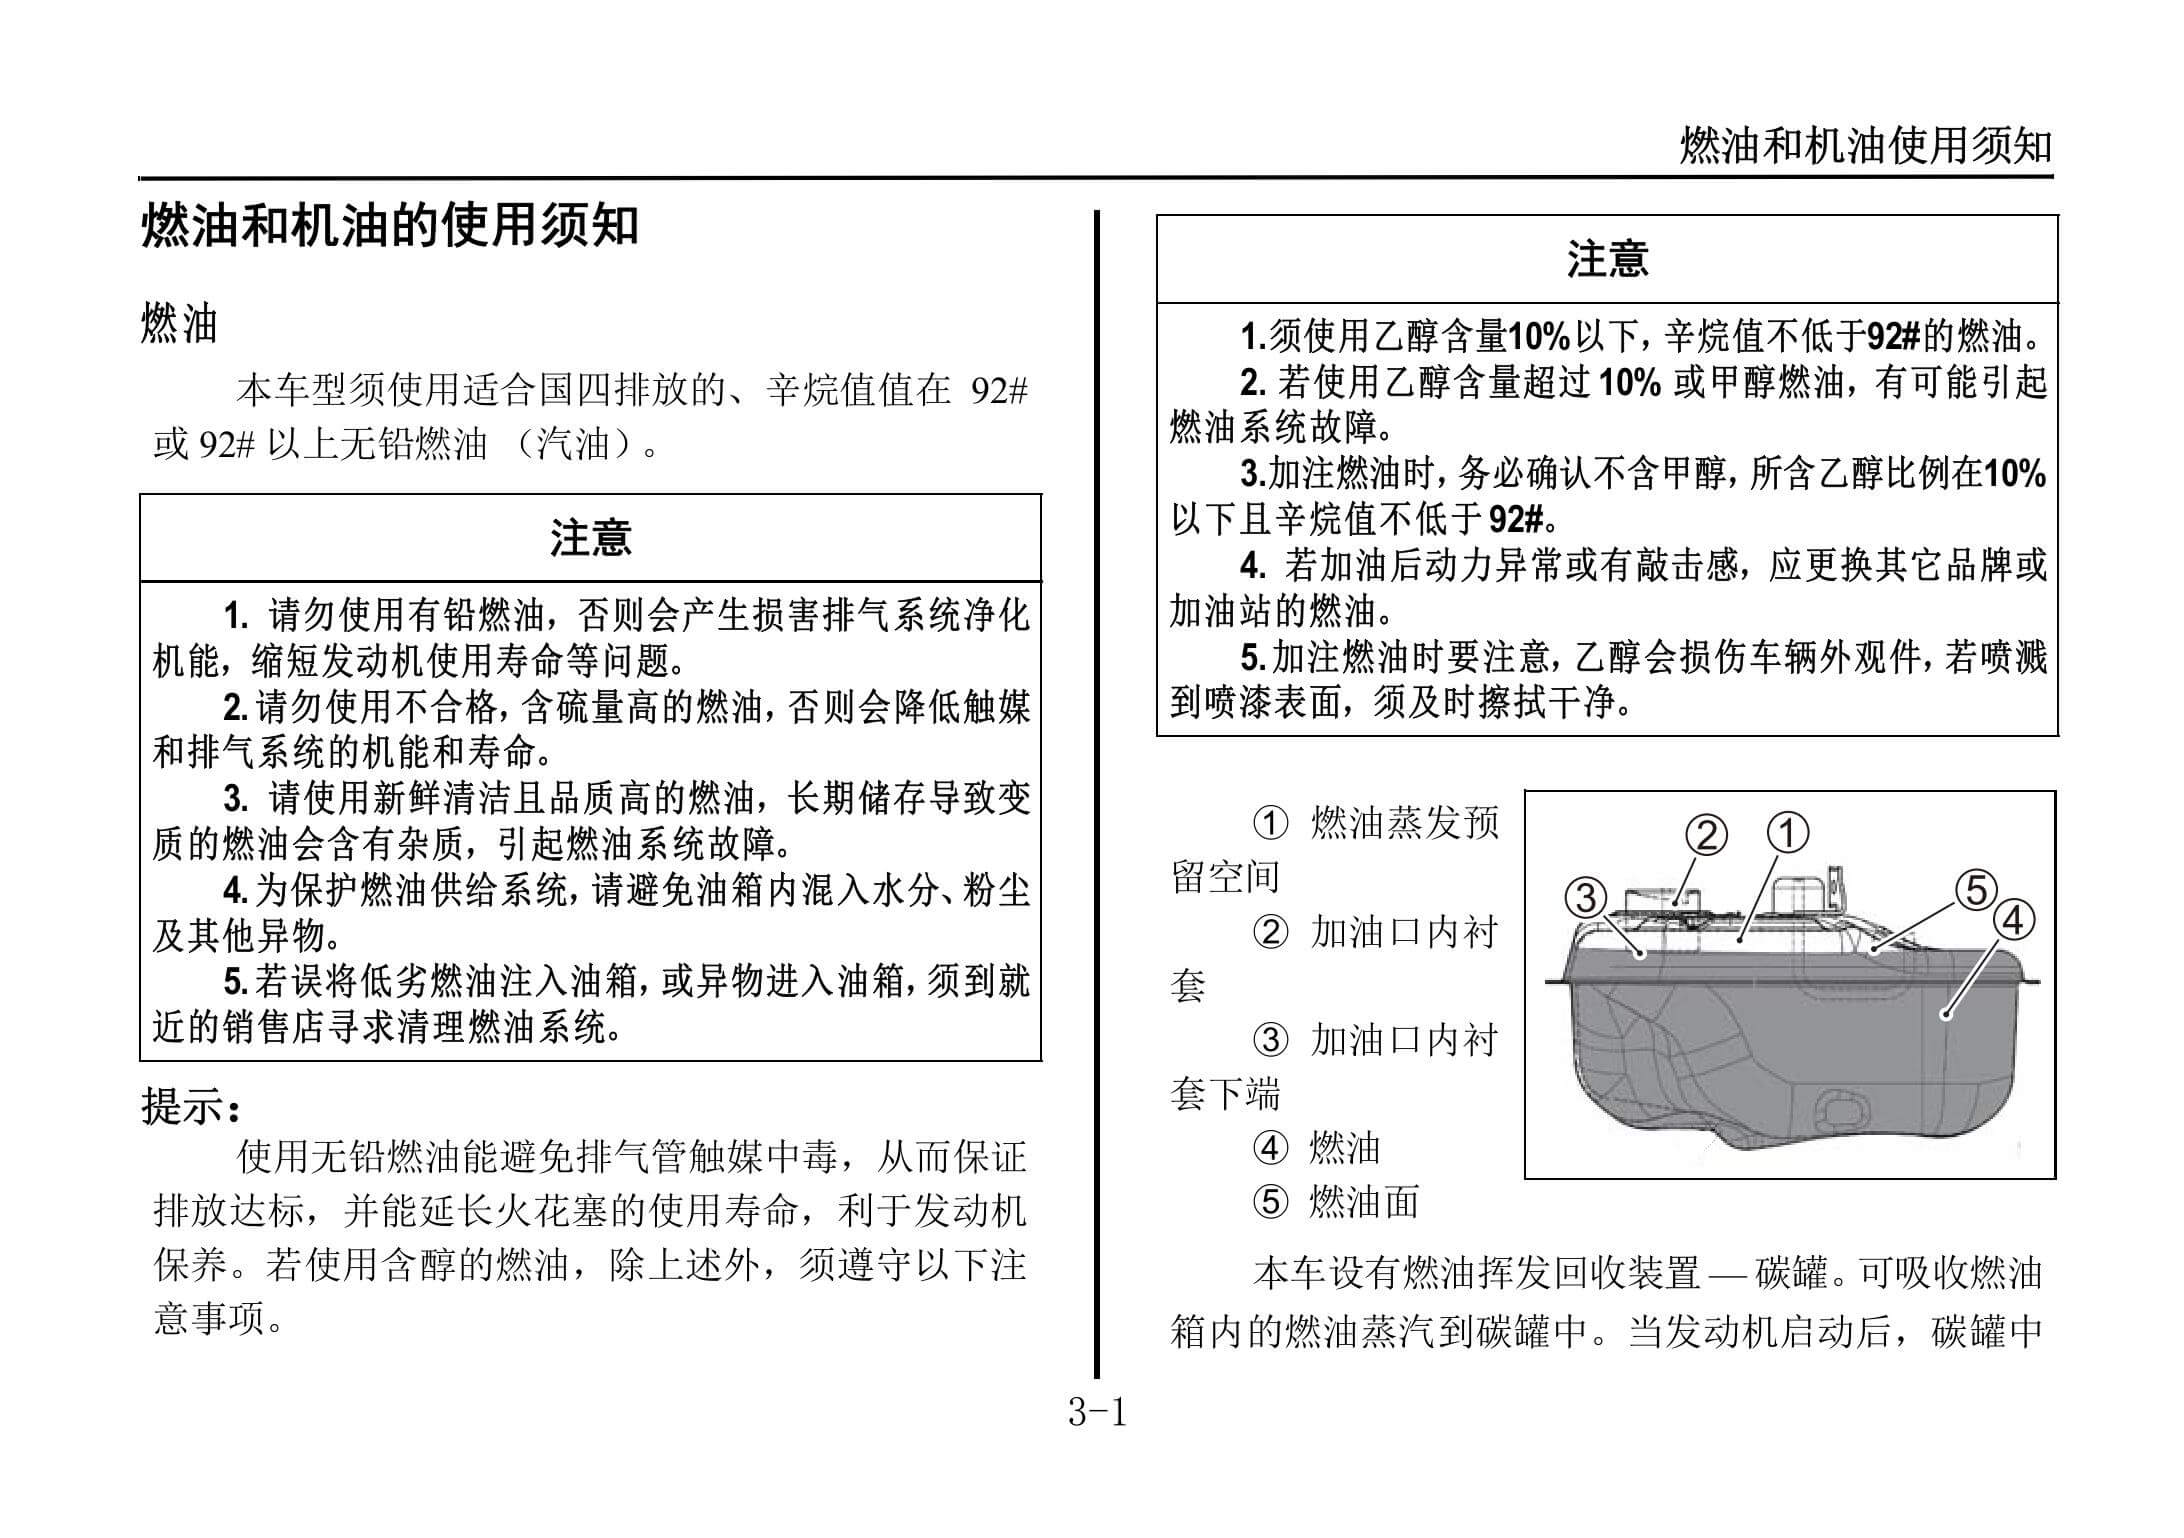 燃油和机油使用须知
燃油和机油的使用须知
燃油
本车型须使用适合国四排放的、辛烷值值在 92#
或 92# 以上无铅燃油 （汽油）。
注意
1. 请勿使用有铅燃油，否则会产生损害排气系统净化
机能，缩短发动机使用寿命等问题。
2.请勿使用不合格，含硫量高的燃油，否则会降低触媒
和排气系统的机能和寿命。
3. 请使用新鲜清洁且品质高的燃油，长期储存导致变
质的燃油会含有杂质，引起燃油系统故障。
4.为保护燃油供给系统，请避免油箱内混入水分、粉尘
及其他异物。
5.若误将低劣燃油注入油箱，或异物进入油箱，须到就
近的销售店寻求清理燃油系统。
提示：
使用无铅燃油能避免排气管触媒中毒，从而保证
排放达标，并能延长火花塞的使用寿命，利于发动机
保养。若使用含醇的燃油，除上述外，须遵守以下注
意事项。
注意
1.须使用乙醇含量10%以下，辛烷值不低于92#的燃油。
2. 若使用乙醇含量超过 10% 或甲醇燃油，有可能引起
燃油系统故障。
3.加注燃油时，务必确认不含甲醇，所含乙醇比例在10%
以下且辛烷值不低于 92#。
4. 若加油后动力异常或有敲击感，应更换其它品牌或
加油站的燃油。
5.加注燃油时要注意，乙醇会损伤车辆外观件，若喷溅
到喷漆表面，须及时擦拭干净。
① 燃油蒸发预
留空间
② 加油口内衬
套
③ 加油口内衬
套下端
④ 燃油
⑤ 燃油面
②
①
③
⑤
④
本车设有燃油挥发回收装置 — 碳罐。可吸收燃油
箱内的燃油蒸汽到碳罐中。当发动机启动后，碳罐中
3-1